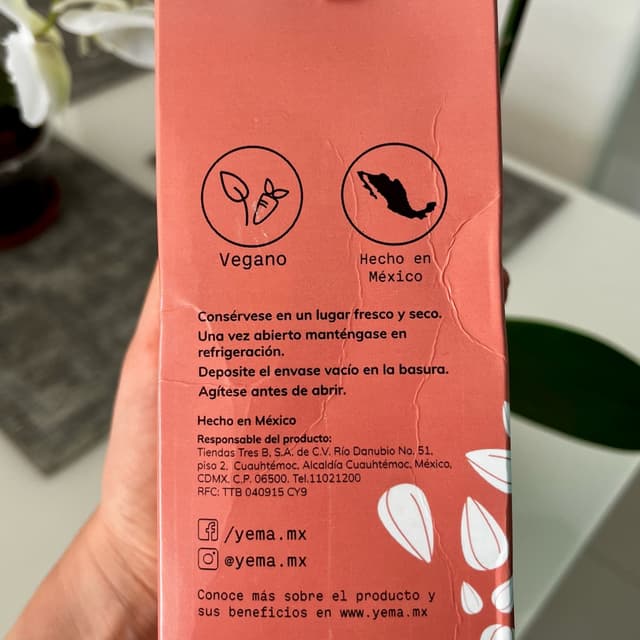 Vegano
Hecho en
México
Consérvese en un lugar fresco y seco.
Una vez abierto manténgase en
refrigeración.
Deposite el envase vacío en la basura.
Agítese antes de abrir.
Hecho en México
Responsable del producto:
Tiendas Tres B, S.A. de C.V. Río Danubio No. 51,
piso 2, Cuauhtémoc, Alcaldía Cuauhtémoc, México,
CDMX. C.P. 06500. Tel.11021200
RFC: TTB 040915 CY9
/yema.mx
@yema.mx
Conoce más sobre el producto y
sus beneficios en www.yema.mx